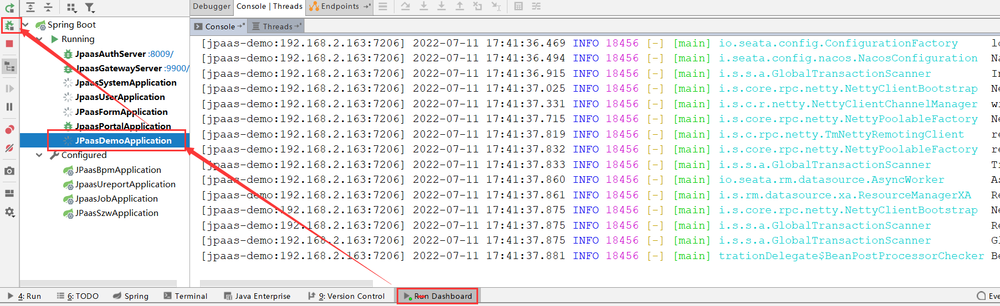 Debugger Console | Threads Endpoints
Console Threads
Spring Boot
Running
JpaasAuthServer :8009/
JpaasGatewayServer :9900/
JpaasSystemApplication
JpaasUserApplication
JPaasFormApplication
JpaasPortalApplication
JPaasDemoApplication
Configured
JPaasBpmApplication
JpaasUreportApplication
JpaasJobApplication
JPaasSzwApplication
[jpaas-demo:192.168.2.163:7206] 2022-07-11 17:41:36.469 INFO 18456 [-] [main] io.seata.config.ConfigurationFactory lo
[jpaas-demo:192.168.2.163:7206] 2022-07-11 17:41:36.494 INFO 18456 [-] [main] i.seata.config.nacos.NacosConfiguration Na
[jpaas-demo:192.168.2.163:7206] 2022-07-11 17:41:36.915 INFO 18456 [-] [main] i.s.s.a.GlobalTransactionScanner In
[jpaas-demo:192.168.2.163:7206] 2022-07-11 17:41:37.025 INFO 18456 [-] [main] i.s.core.rpc.netty.NettyClientBootstrap Ne
[jpaas-demo:192.168.2.163:7206] 2022-07-11 17:41:37.331 INFO 18456 [-] [main] i.s.c.r.netty.NettyClientChannelManager wi
[jpaas-demo:192.168.2.163:7206] 2022-07-11 17:41:37.715 INFO 18456 [-] [main] i.s.core.rpc.netty.NettyPoolableFactory Ne
[jpaas-demo:192.168.2.163:7206] 2022-07-11 17:41:37.819 INFO 18456 [-] [main] i.s.c.rpc.netty.TmNettyRemotingClient re
[jpaas-demo:192.168.2.163:7206] 2022-07-11 17:41:37.832 INFO 18456 [-] [main] i.s.core.rpc.netty.NettyPoolableFactory re
[jpaas-demo:192.168.2.163:7206] 2022-07-11 17:41:37.833 INFO 18456 [-] [main] i.s.s.a.GlobalTransactionScanner Tr
[jpaas-demo:192.168.2.163:7206] 2022-07-11 17:41:37.860 INFO 18456 [-] [main] io.seata.rm.datasource.AsyncWorker As
[jpaas-demo:192.168.2.163:7206] 2022-07-11 17:41:37.861 INFO 18456 [-] [main] i.s.rm.datasource.xa.ResourceManagerXA Re
[jpaas-demo:192.168.2.163:7206] 2022-07-11 17:41:37.875 INFO 18456 [-] [main] i.s.core.rpc.netty.NettyClientBootstrap Ne
[jpaas-demo:192.168.2.163:7206] 2022-07-11 17:41:37.875 INFO 18456 [-] [main] i.s.s.a.GlobalTransactionScanner Re
[jpaas-demo:192.168.2.163:7206] 2022-07-11 17:41:37.875 INFO 18456 [-] [main] i.s.s.a.GlobalTransactionScanner Gl
[jpaas-demo:192.168.2.163:7206] 2022-07-11 17:41:37.881 INFO 18456 [-] [main] trationDelegate$BeanPostProcessorChecker Be
4: Run 6: TODO Spring Terminal Java Enterprise 9: Version Control Run Dashboard Eve